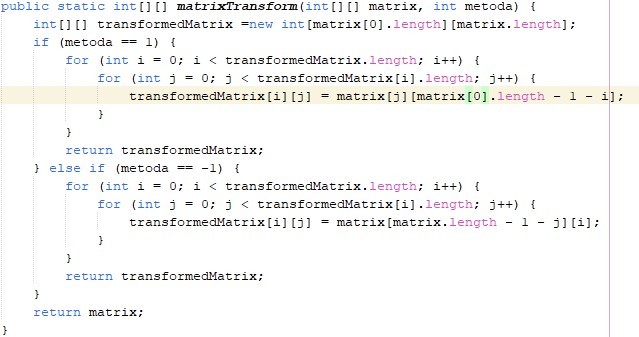 public static int[][] matrixTransform(int[][] matrix, int metoda) {
    int[][] transformedMatrix =new int[matrix[0].length][matrix.length];
    if (metoda == 1) {
        for (int i = 0; i < transformedMatrix.length; i++) {
            for (int j = 0; j < transformedMatrix[i].length; j++) {
                transformedMatrix[i][j] = matrix[j][matrix[0].length - 1 - i];
            }
        }
        return transformedMatrix;
    } else if (metoda == -1) {
        for (int i = 0; i < transformedMatrix.length; i++) {
            for (int j = 0; j < transformedMatrix[i].length; j++) {
                transformedMatrix[i][j] = matrix[matrix.length - 1 - j][i];
            }
        }
        return transformedMatrix;
    }
    return matrix;
}